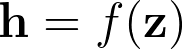 h = f(z)